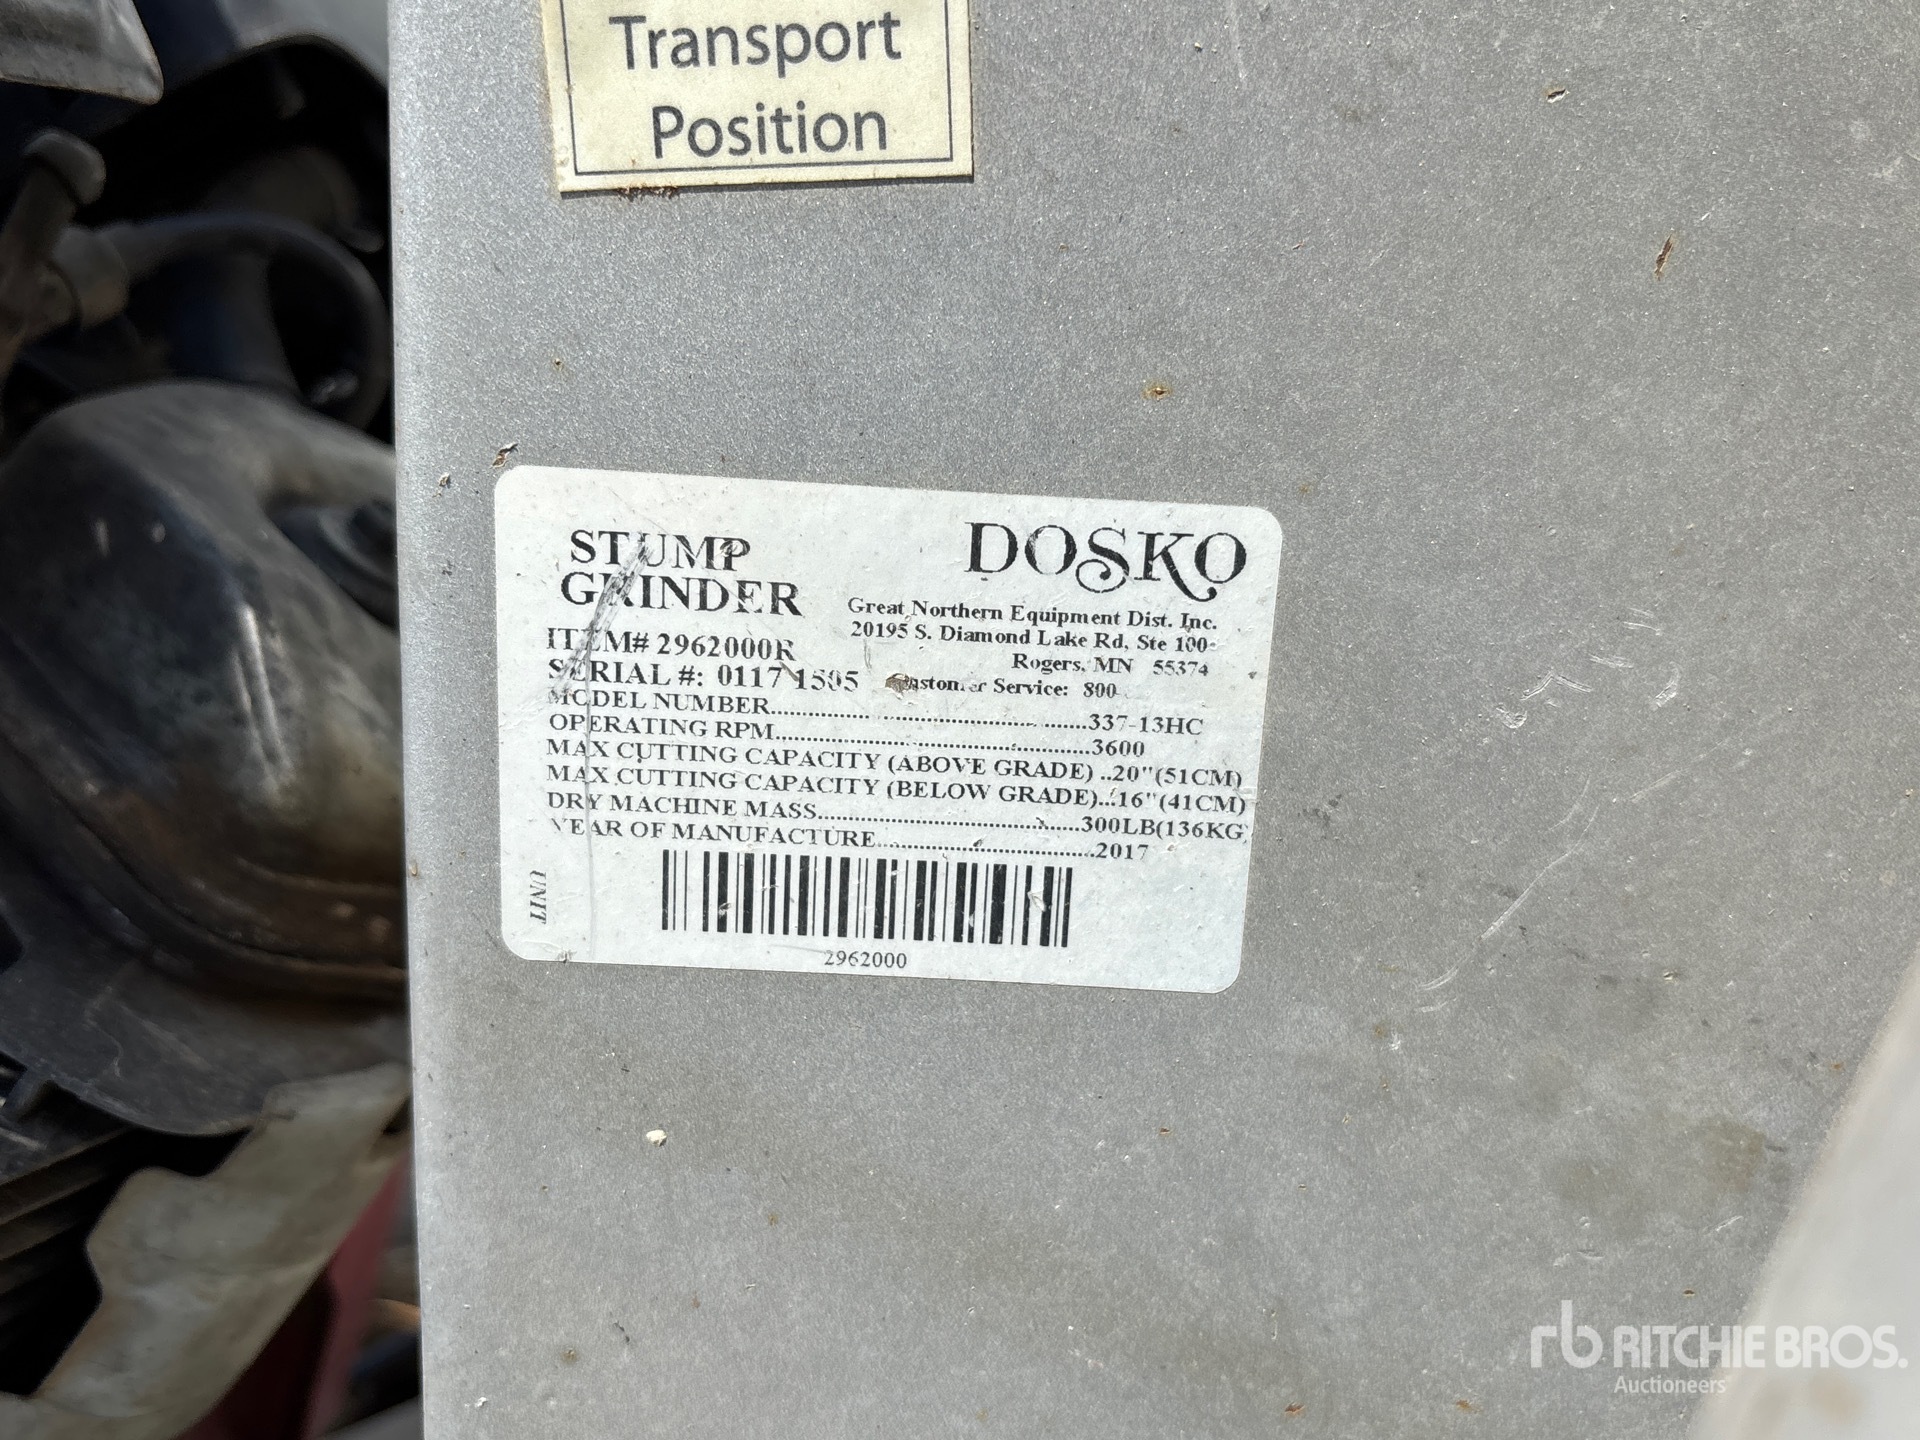 Transport
Position
STUMP
GRINDER
DOSKO
Great Northern Equipment Dist. Inc.
20195 S. Diamond Lake Rd, Ste 100
Rogers, MN 55374
Customer Service: 800-
ITEM# 2962000R
SERIAL #: 0117 1505
MODEL NUMBER.....337-13HC
OPERATING RPM.....3600
MAX CUTTING CAPACITY (ABOVE GRADE) ..20"(51CM)
MAX CUTTING CAPACITY (BELOW GRADE)...16"(41CM)
DRY MACHINE MASS.....300LB(136KG)
YEAR OF MANUFACTURE.....2017
UNIT
2962000
rb RITCHIE BROS.
Auctioneers